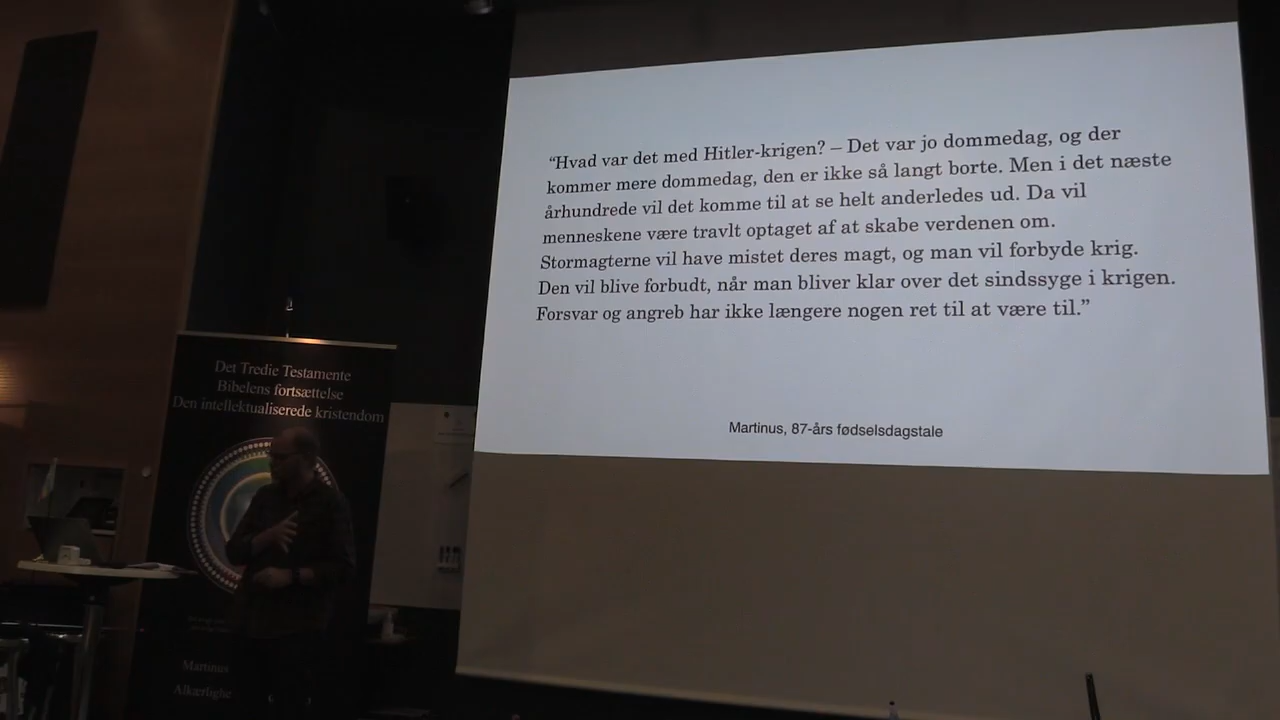 “Hvad var det med Hitler-krigen? – Det var jo dommedag, og der
kommer mere dommedag, den er ikke så langt borte. Men i det næste
århundrede vil det komme til at se helt anderledes ud. Da vil
menneskene være travlt optaget af at skabe verdenen om.
Stormagterne vil have mistet deres magt, og man vil forbyde krig.
Den vil blive forbudt, når man bliver klar over det sindssyge i krigen.
Forsvar og angreb har ikke længere nogen ret til at være til.”
Martinus, 87-års fødselsdagstale
Det Tredie Testamente
Bibelens fortsættelse
Den intellektualiserede kristendom
Martinus
Alkærlighe